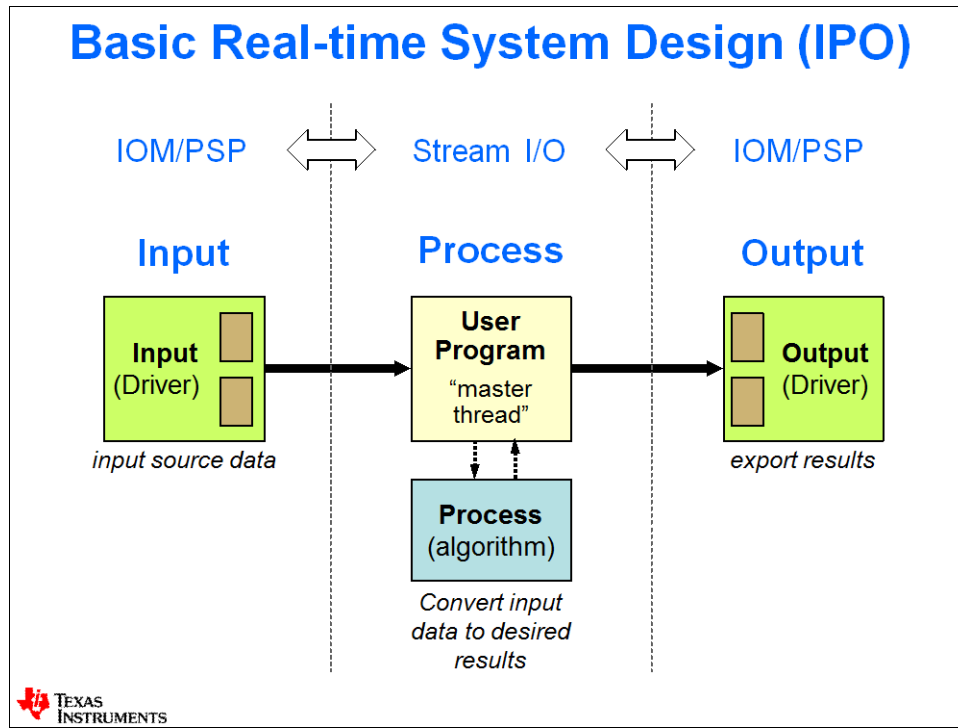 Basic Real-time System Design (IPO)
IOM/PSP
Stream I/O
IOM/PSP
Input
Process
Output
Input
(Driver)
input source data
User
Program
“master
thread”
Output
(Driver)
export results
Process
(algorithm)
Convert input
data to desired
results
TEXAS
INSTRUMENTS